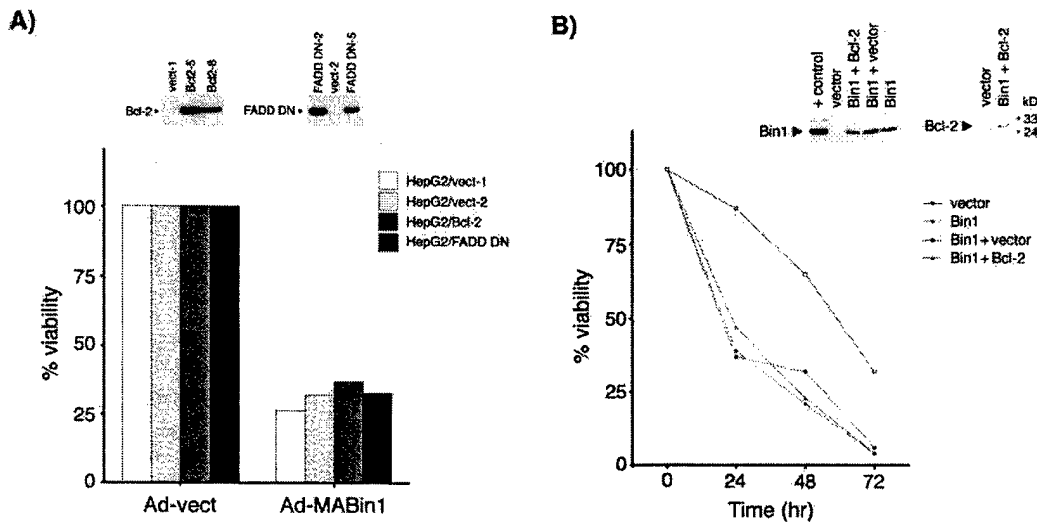 A)
vect-1
Bcl2-5
Bcl2-8
Bcl-2
FADD DN-2
vect-2
FADD DN-5
FADD DN
HepG2/vect-1
HepG2/vect-2
HepG2/Bcl-2
HepG2/FADD DN
% viability
100
75
50
25
0
Ad-vect
Ad-MABin1
B)
+ control
vector
Bin1 + Bcl-2
Bin1 + vector
Bin1
Bin1
vector
Bin1 + Bcl-2
kD
33
24
Bcl-2
vector
Bin1
Bin1+vector
Bin1+Bcl-2
% viability
100
75
50
25
0
0
24
48
72
Time (hr)